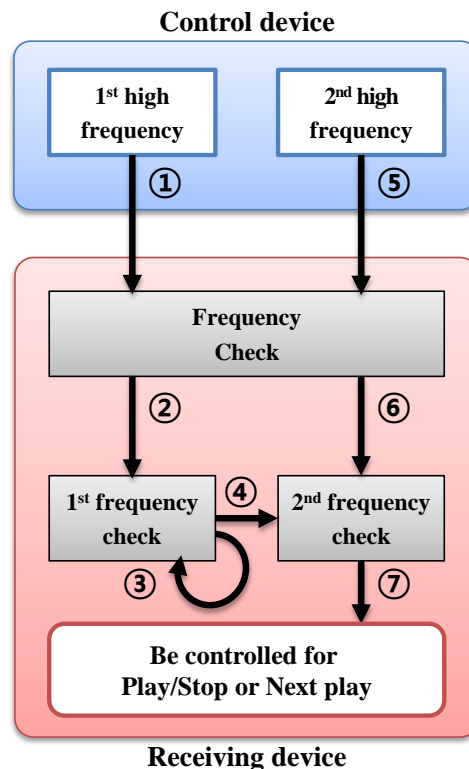 Control device
1st high
frequency
2nd high
frequency
①
⑤
Frequency
Check
②
⑥
1st frequency
check
④
2nd frequency
check
③
⑦
Be controlled for
Play/Stop or Next play
Receiving device